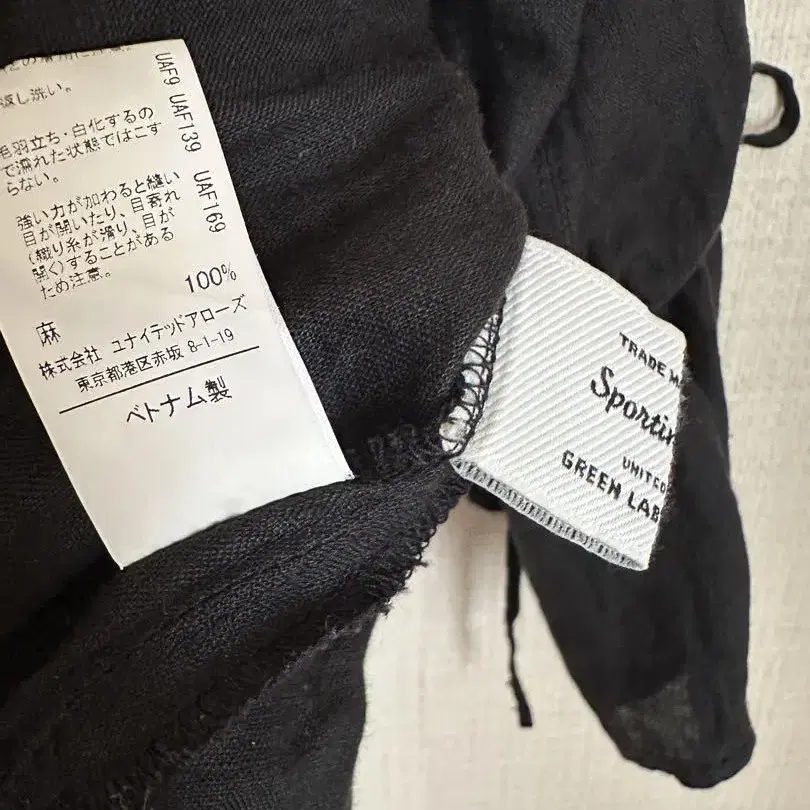 返し洗い。
毛羽立ち・白化するの
で濡れた状態ではこす
らない。
強い力が加わると縫い
目が開いたり、目寄れ
(織り糸が滑り、目が
開く)することがある
ため注意。
UAF9 UAF139 UAF169
麻 100%
株式会社 ユナイテッドアローズ
東京都港区赤坂 8-1-19
ベトナム製
TRADE M
Sportin
UNITED
GREEN LAB